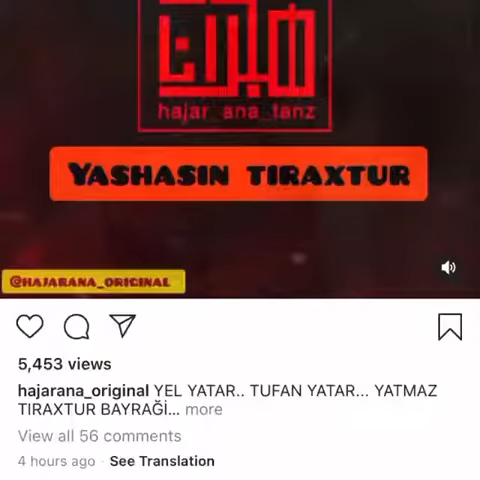 hajar ana tanz
YASHASIN TIRAXTUR
@HAJARANA_ORIGINAL
5,453 views
hajarana_original YEL YATAR.. TUFAN YATAR... YATMAZ
TIRAXTUR BAYRAĞİ... more
View all 56 comments
4 hours ago · See Translation